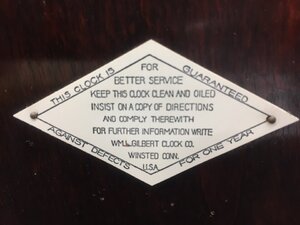 THIS CLOCK IS
GUARANTEED
FOR
BETTER SERVICE
KEEP THIS CLOCK CLEAN AND OILED
INSIST ON A COPY OF DIRECTIONS
AND COMPLY THEREWITH
FOR FURTHER INFORMATION WRITE
WM. L. GILBERT CLOCK CO.
WINSTED CONN.
U.S.A.
AGAINST DEFECTS
FOR ONE YEAR